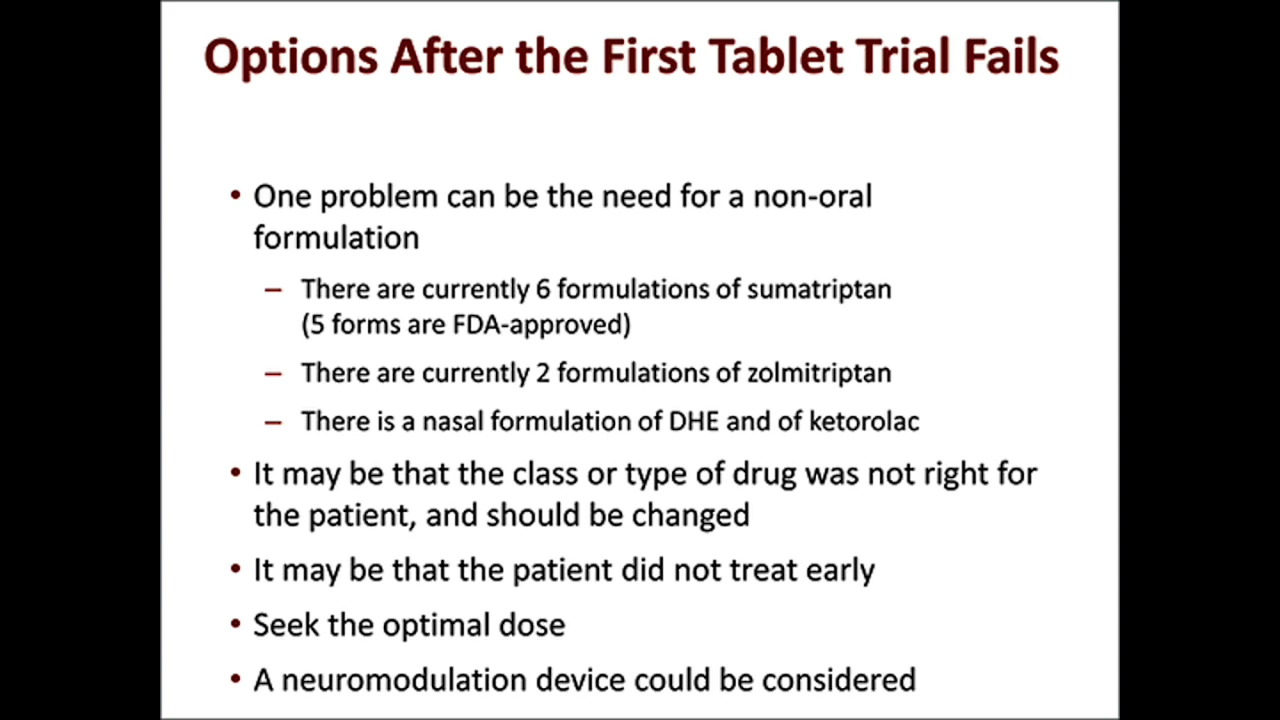 Options After the First Tablet Trial Fails
• One problem can be the need for a non-oral
formulation
– There are currently 6 formulations of sumatriptan
(5 forms are FDA-approved)
– There are currently 2 formulations of zolmitriptan
– There is a nasal formulation of DHE and of ketorolac
• It may be that the class or type of drug was not right for
the patient, and should be changed
• It may be that the patient did not treat early
• Seek the optimal dose
• A neuromodulation device could be considered